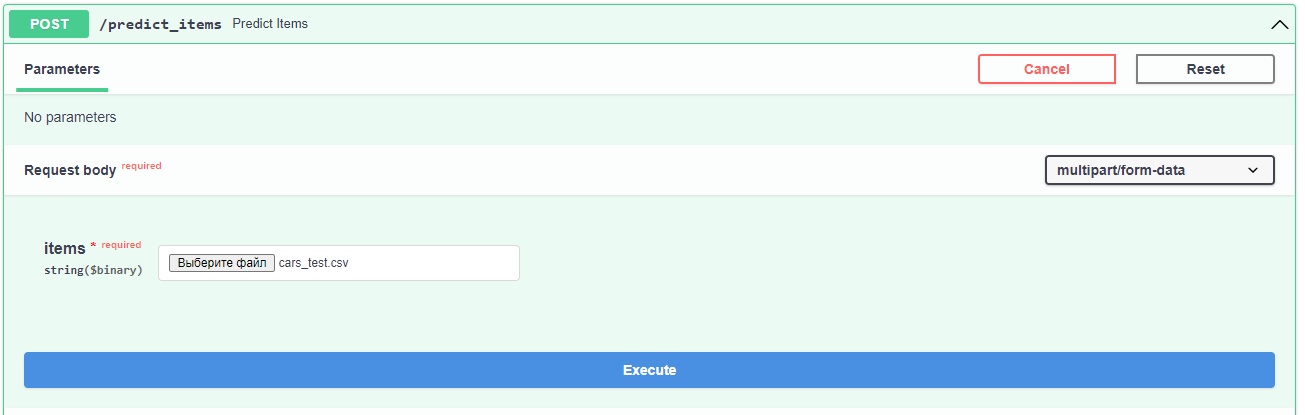 POST /predict_items Predict Items
Parameters Cancel Reset
No parameters
Request body required multipart/form-data
items * required
string($binary) Выберите файл cars_test.csv
Execute